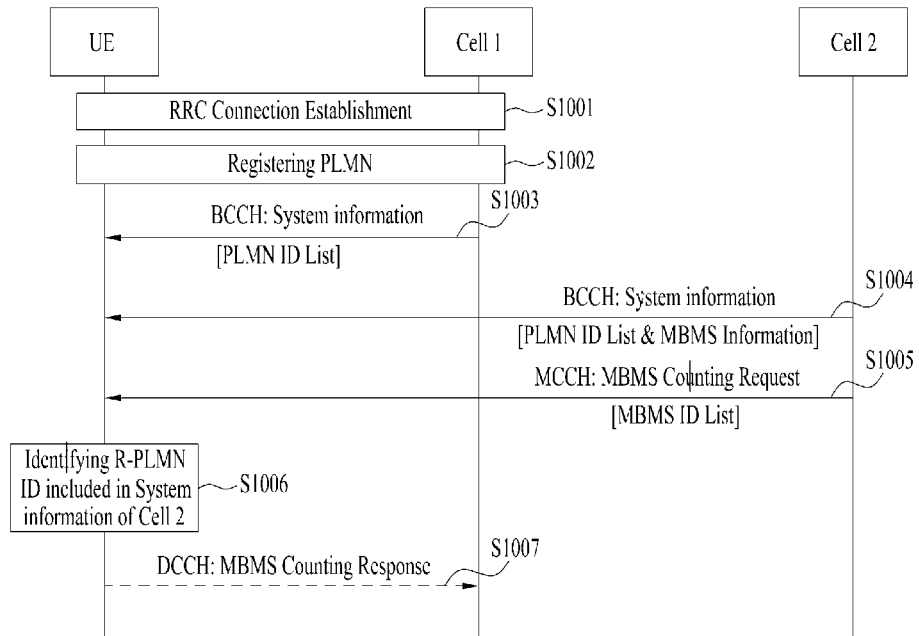 UE
Cell 1
Cell 2
RRC Connection Establishment
S1001
Registering PLMN
S1002
S1003
BCCH: System information
[PLMN ID List]
S1004
BCCH: System information
[PLMN ID List & MBMS Information]
S1005
MCCH: MBMS Counting Request
[MBMS ID List]
Identifying R-PLMN
ID included in System
information of Cell 2
S1006
S1007
DCCH: MBMS Counting Response